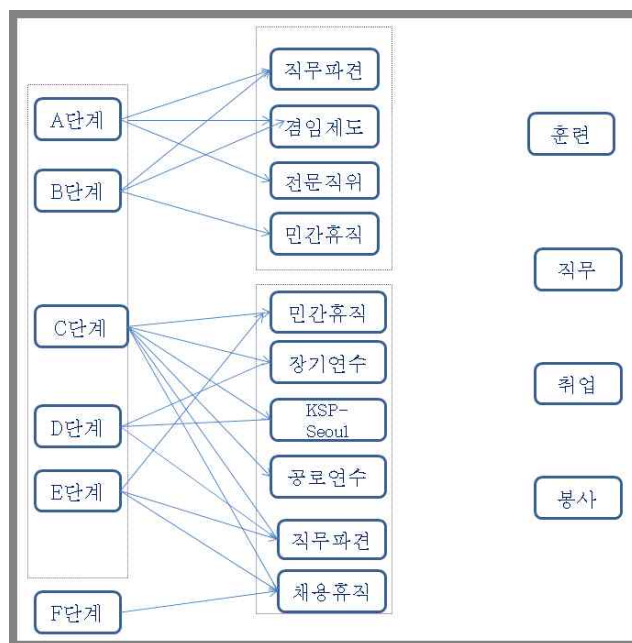 A단계
B단계
C단계
D단계
E단계
F단계
직무파견
겸임제도
전문직위
민간휴직
민간휴직
장기연수
KSP-
Seoul
공로연수
직무파견
채용휴직
훈련
직무
취업
봉사